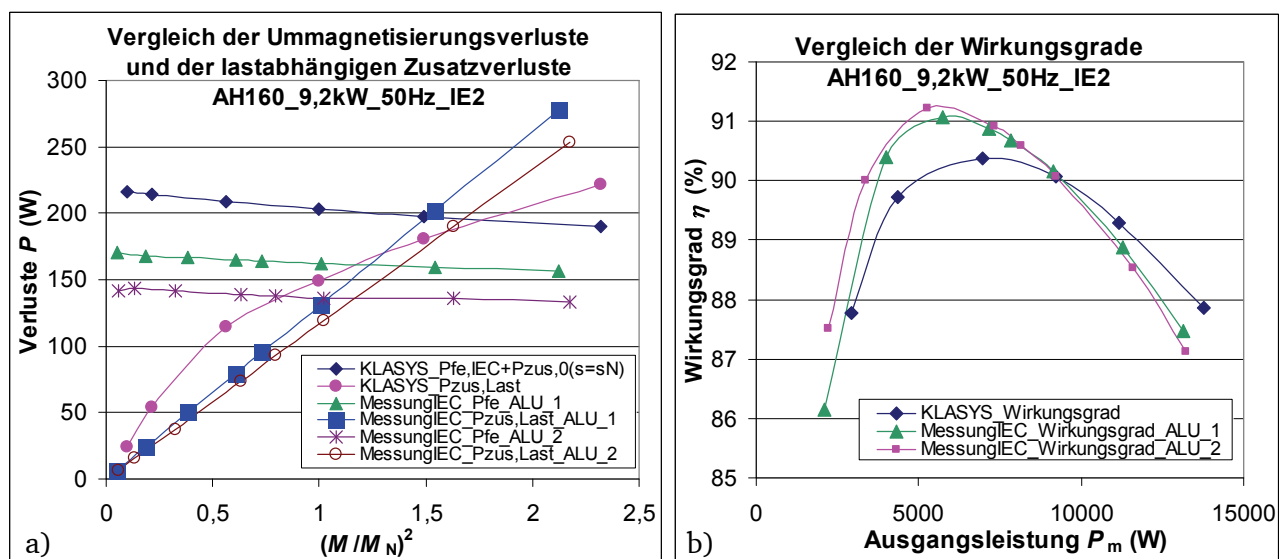 Vergleich der Ummagnetisierungsverluste
und der lastabhängigen Zusatzverluste
AH160_9,2kW_50Hz_IE2
Verluste P (W)
300
250
200
150
100
50
0
KLASYS_Pfe,IEC+Pzus,0(s=sN)
KLASYS_Pzus,Last
MessungIEC_Pfe_ALU_1
MessungIEC_Pzus,Last_ALU_1
MessungIEC_Pfe_ALU_2
MessungIEC_Pzus,Last_ALU_2
0 0,5 1 1,5 2 2,5
a) (M/MN)²
Vergleich der Wirkungsgrade
AH160_9,2kW_50Hz_IE2
Wirkungsgrad η (%)
92
91
90
89
88
87
86
85
KLASYS_Wirkungsgrad
MessungIEC_Wirkungsgrad_ALU_1
MessungIEC_Wirkungsgrad_ALU_2
0 5000 10000 15000
b) Ausgangsleistung Pm (W)